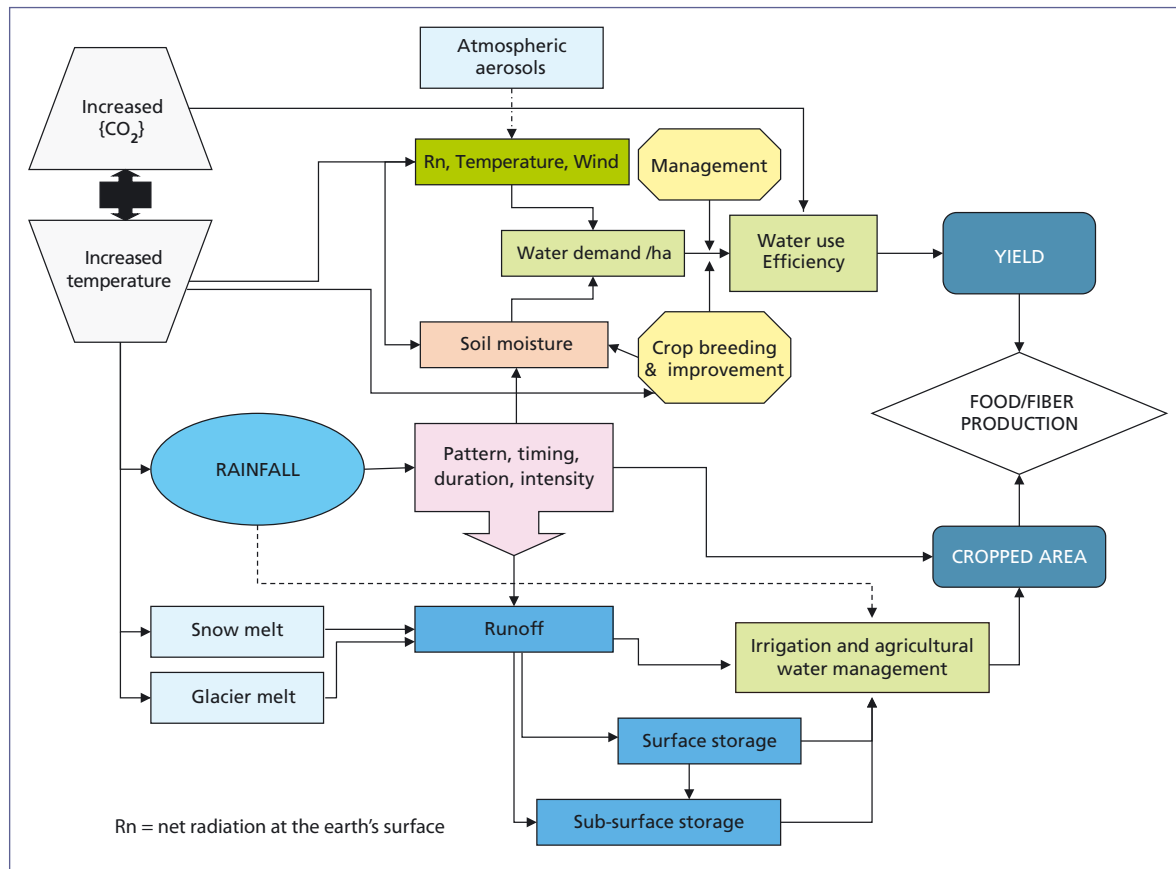 Atmospheric
aerosols
Increased
{CO₂}
Rn, Temperature, Wind
Management
Increased
temperature
Water demand /ha
Water use
Efficiency
YIELD
Soil moisture
Crop breeding
& improvement
FOOD/FIBER
PRODUCTION
RAINFALL
Pattern, timing,
duration, intensity
CROPPED AREA
Snow melt
Runoff
Irrigation and agricultural
water management
Glacier melt
Surface storage
Sub-surface storage
Rn = net radiation at the earth’s surface